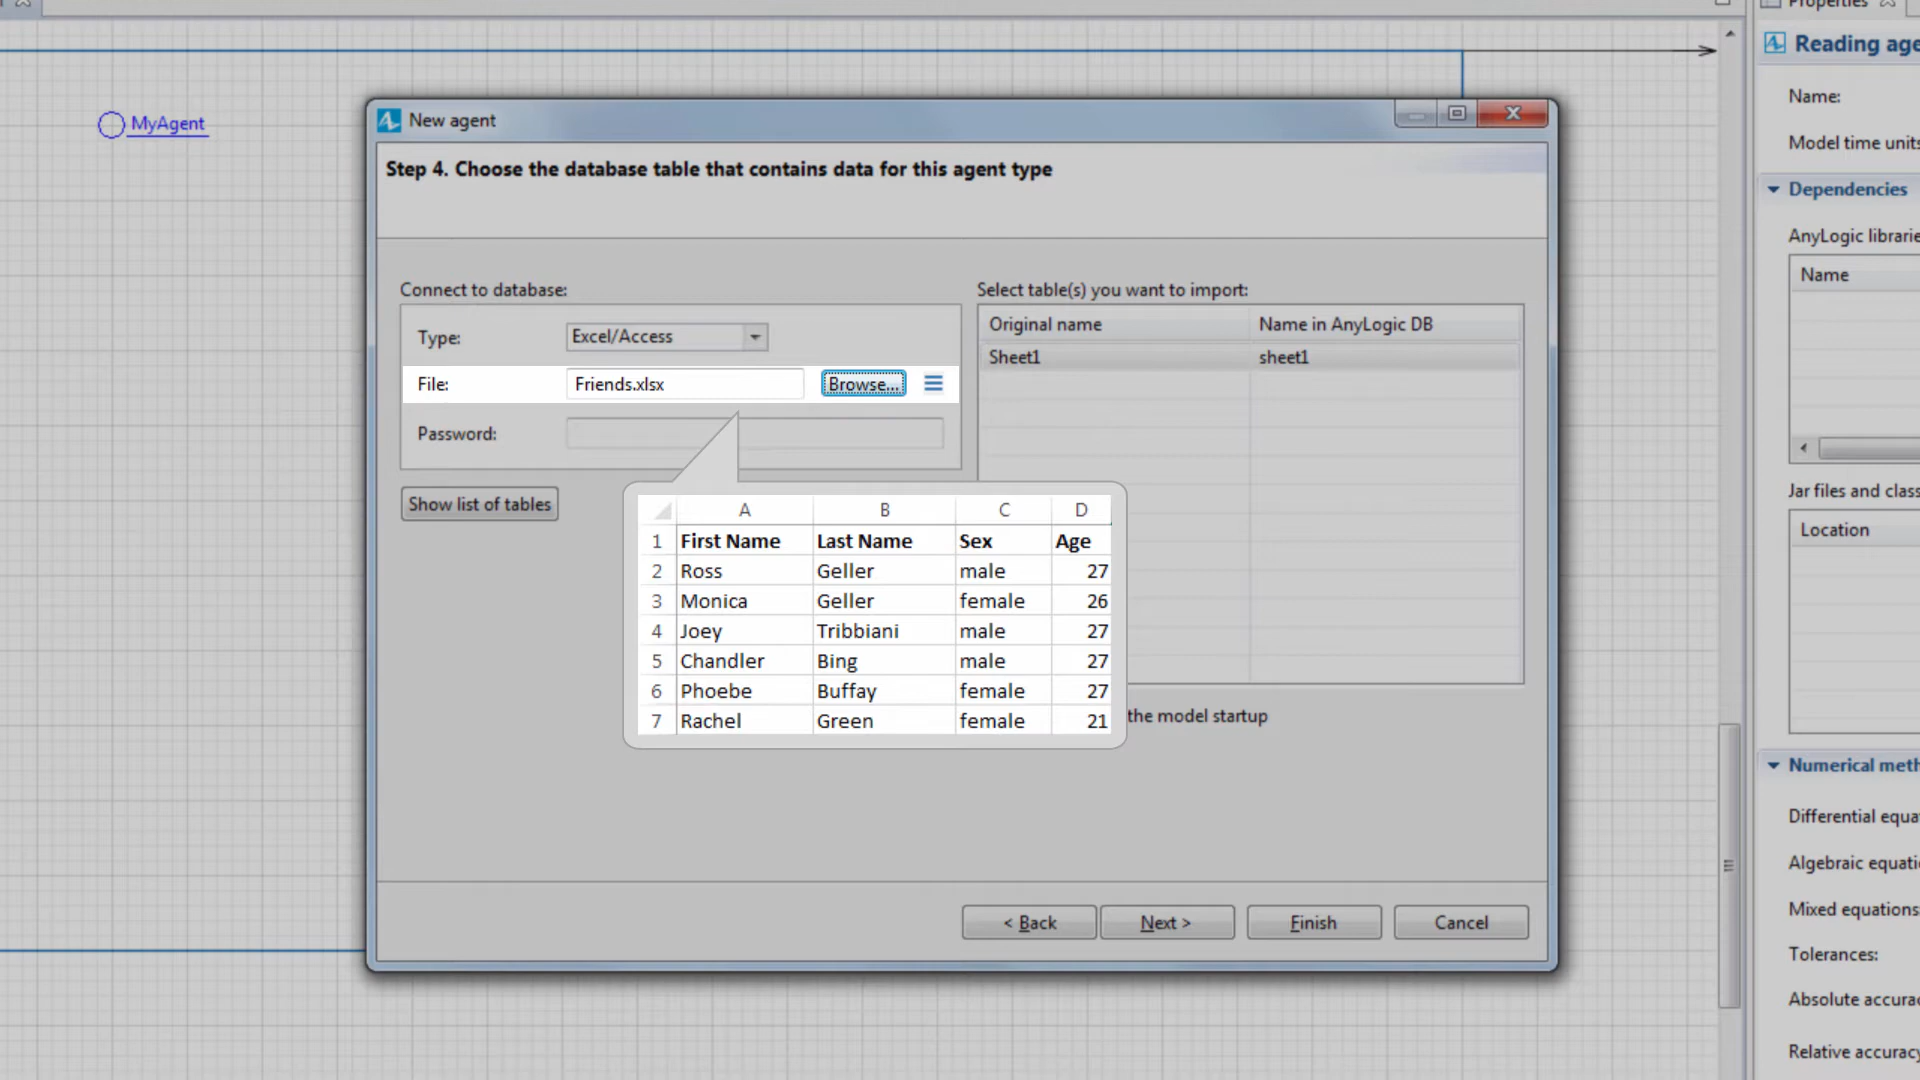 Properties
Reading age
MyAgent
Name:
Model time units
Dependencies
AnyLogic librarie
Name
Jar files and class
Location
Numerical meth
Differential equa
Algebraic equatio
Mixed equations
Tolerances:
Absolute accura
Relative accuracy
New agent
Step 4. Choose the database table that contains data for this agent type
Connect to database:
Type: Excel/Access
File: Friends.xlsx Browse...
Password:
Show list of tables
Select table(s) you want to import:
Original name Name in AnyLogic DB
Sheet1 sheet1
A B C D
1 First Name Last Name Sex Age
2 Ross Geller male 27
3 Monica Geller female 26
4 Joey Tribbiani male 27
5 Chandler Bing male 27
6 Phoebe Buffay female 27
7 Rachel Green female 21
the model startup
< Back Next > Finish Cancel